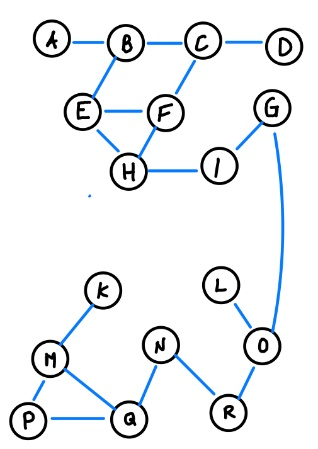 A B C D
E F G
H I
K L
M N O
P Q R